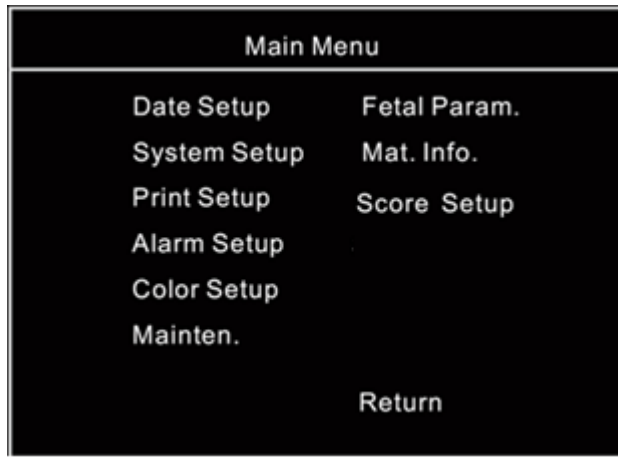 Main Menu
Date Setup Fetal Param.
System Setup Mat. Info.
Print Setup Score Setup
Alarm Setup
Color Setup
Mainten.
Return